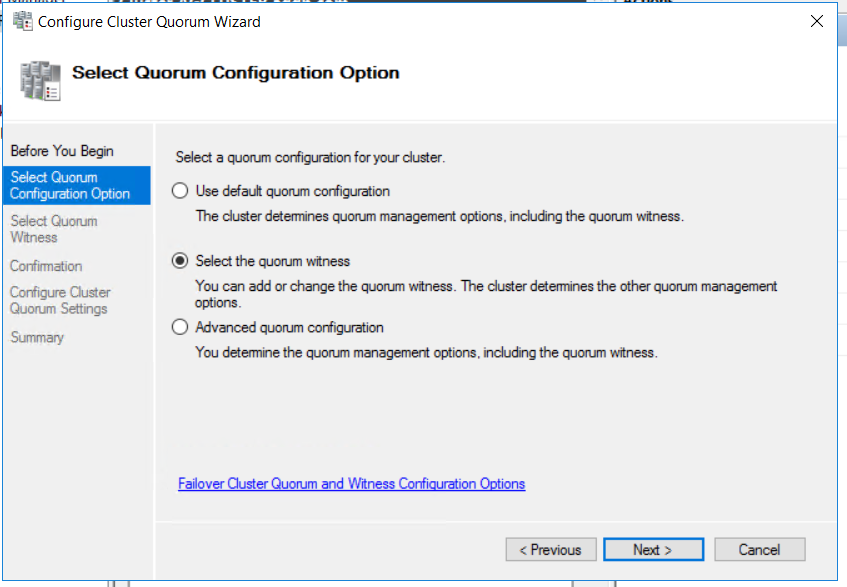 Configure Cluster Quorum Wizard
Select Quorum Configuration Option
Before You Begin
Select Quorum
Configuration Option
Select Quorum
Witness
Confirmation
Configure Cluster
Quorum Settings
Summary
Select a quorum configuration for your cluster.
Use default quorum configuration
The cluster determines quorum management options, including the quorum witness.
Select the quorum witness
You can add or change the quorum witness. The cluster determines the other quorum management
options.
Advanced quorum configuration
You determine the quorum management options, including the quorum witness.
Failover Cluster Quorum and Witness Configuration Options
< Previous
Next >
Cancel